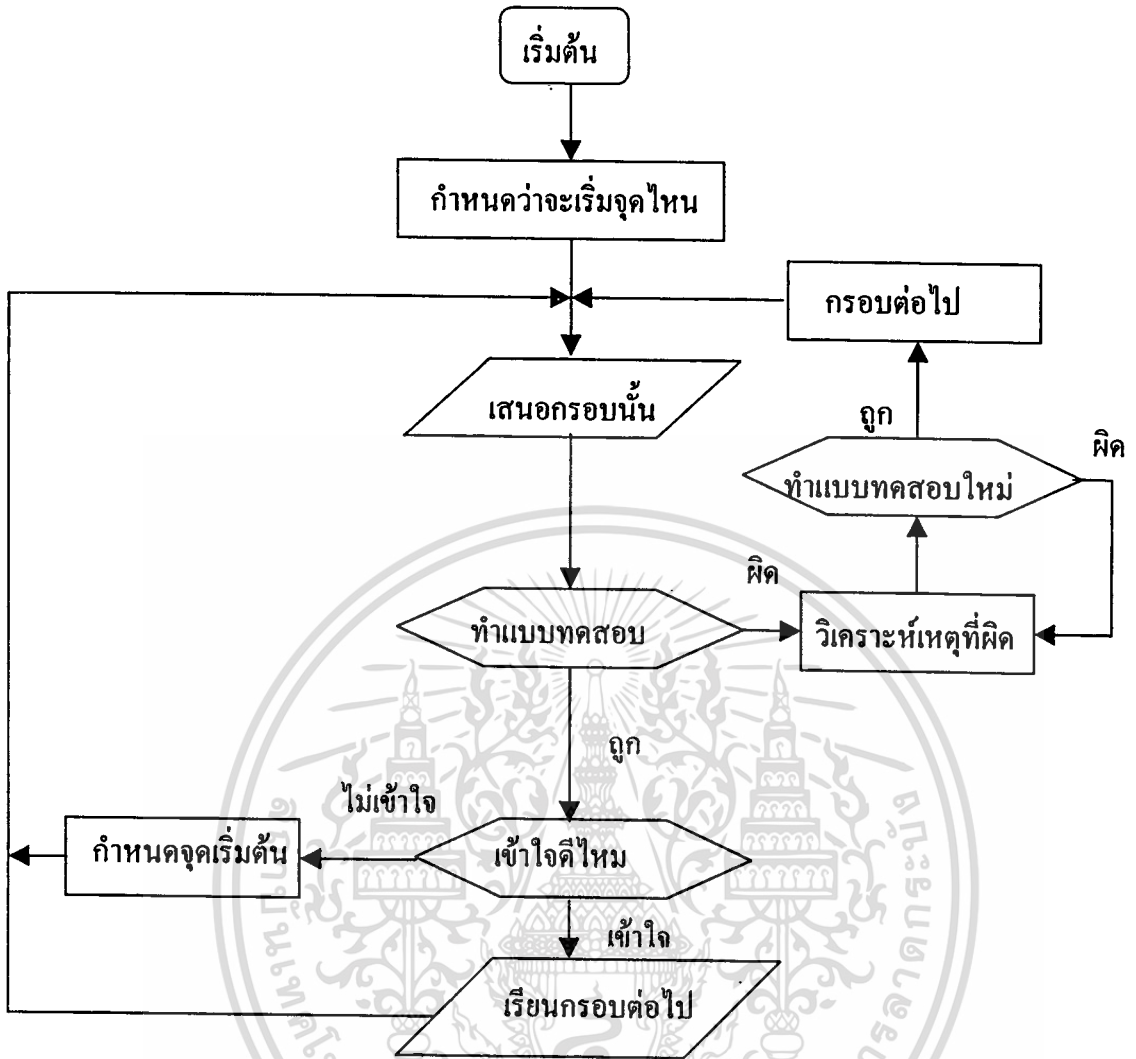 เริ่มต้น
กำหนดว่าจะเริ่มจุดไหน
กรอบต่อไป
เสนอกรอบนั้น
ถูก
ผิด
ทำแบบทดสอบใหม่
ผิด
ทำแบบทดสอบ
วิเคราะห์เหตุที่ผิด
ถูก
ไม่เข้าใจ
กำหนดจุดเริ่มต้น
เข้าใจดีไหม
เข้าใจ
เรียนกรอบต่อไป